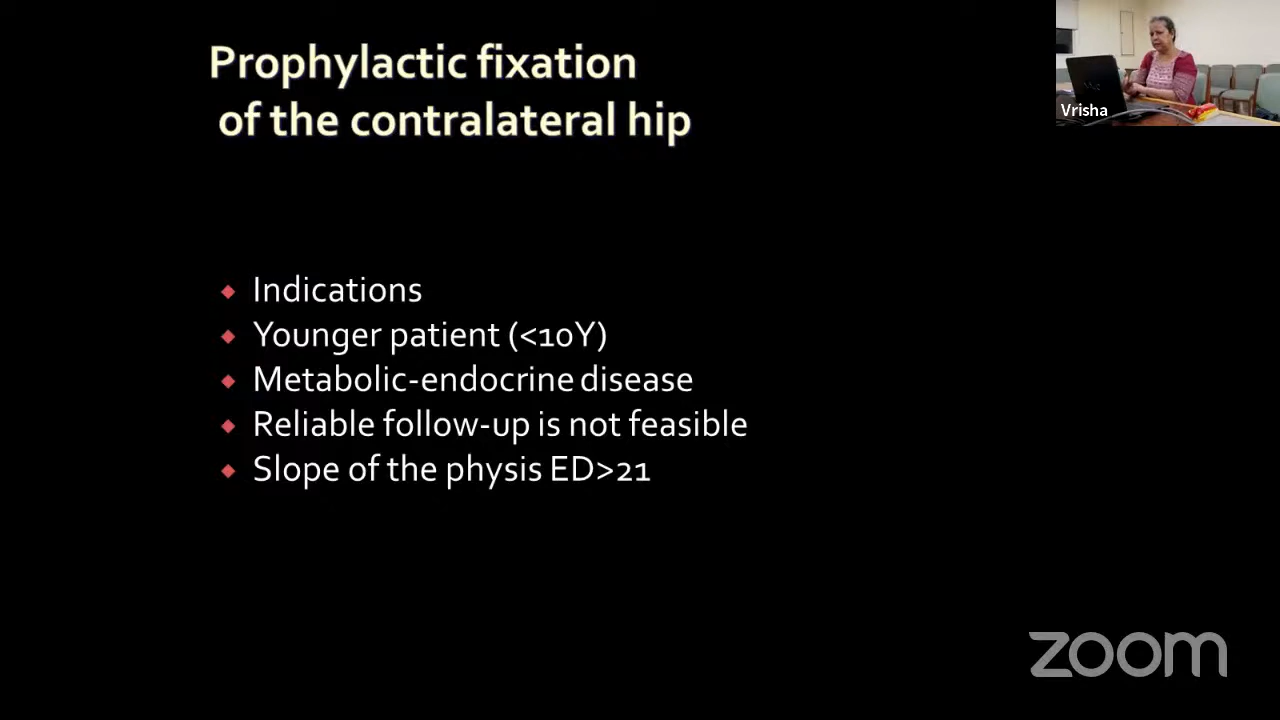 Prophylactic fixation
of the contralateral hip
Vrisha
Indications
Younger patient (<10Y)
Metabolic-endocrine disease
Reliable follow-up is not feasible
Slope of the physis ED>21
zoom